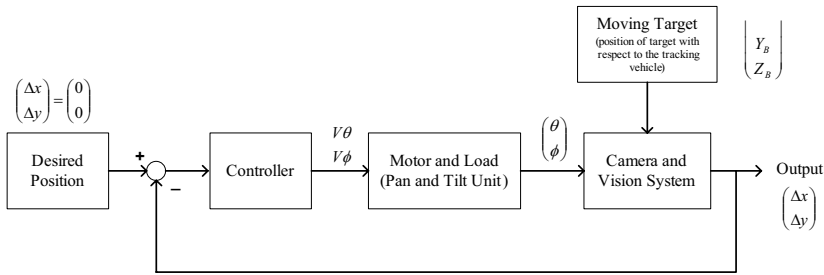 Moving Target
(position of target with
respect to the tracking
vehicle)
Y_B
Z_B
(Δx) = (0)
(Δy) (0)
Desired
Position
+
−
Controller
Vθ
Vϕ
Motor and Load
(Pan and Tilt Unit)
(θ)
(ϕ)
Camera and
Vision System
Output
(Δx)
(Δy)